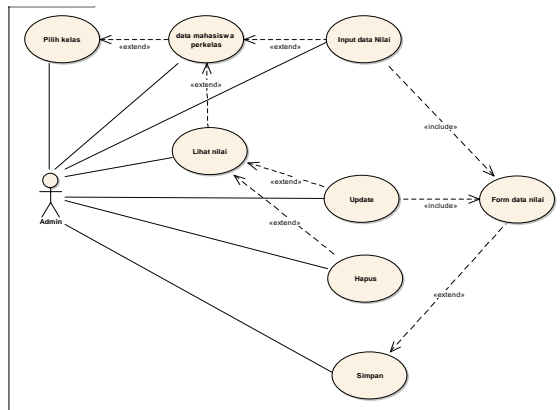 Pilih kelas
«extend»
data mahasiswa
perkelas
«extend»
Input data Nilai
«extend»
«include»
Lihat nilai
«extend»
Update
«include»
Form data nilai
Admin
«extend»
Hapus
«extend»
Simpan